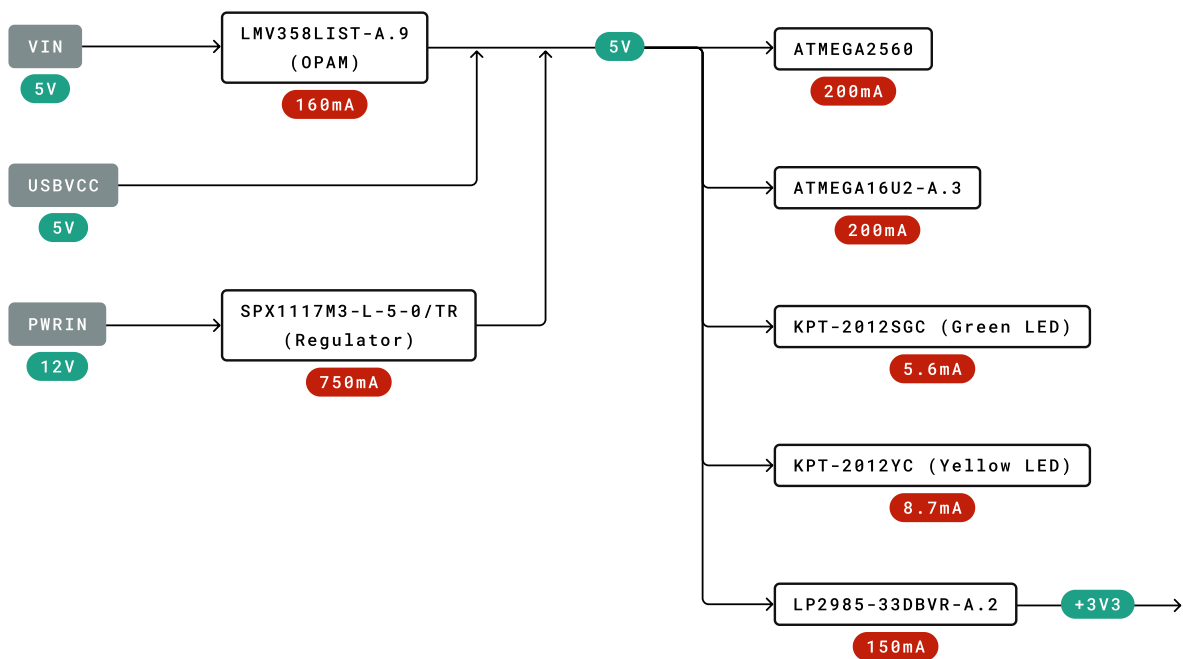 VIN
5V
LMV358LIST-A.9
(OPAM)
160mA
5V
ATMEGA2560
200mA
USBVCC
5V
ATMEGA16U2-A.3
200mA
PWRIN
12V
SPX1117M3-L-5-0/TR
(Regulator)
750mA
KPT-2012SGC (Green LED)
5.6mA
KPT-2012YC (Yellow LED)
8.7mA
LP2985-33DBVR-A.2
150mA
+3V3